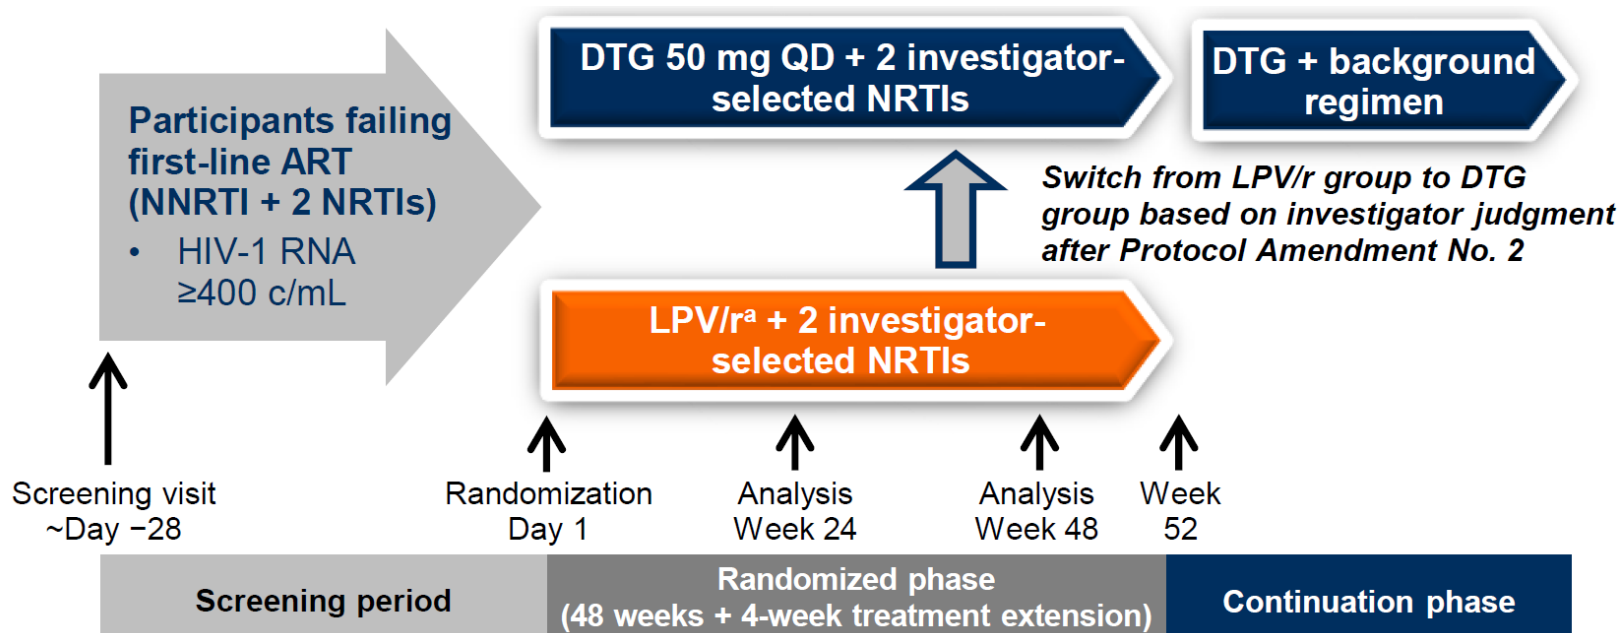 DTG 50 mg QD + 2 investigator-
selected NRTIs
DTG + background
regimen
Participants failing
first-line ART
(NNRTI + 2 NRTIs)
• HIV-1 RNA
≥400 c/mL
Switch from LPV/r group to DTG
group based on investigator judgment
after Protocol Amendment No. 2
LPV/rᵃ + 2 investigator-
selected NRTIs
Screening visit
~Day −28
Randomization
Day 1
Analysis
Week 24
Analysis
Week 48
Week
52
Screening period
Randomized phase
(48 weeks + 4-week treatment extension)
Continuation phase